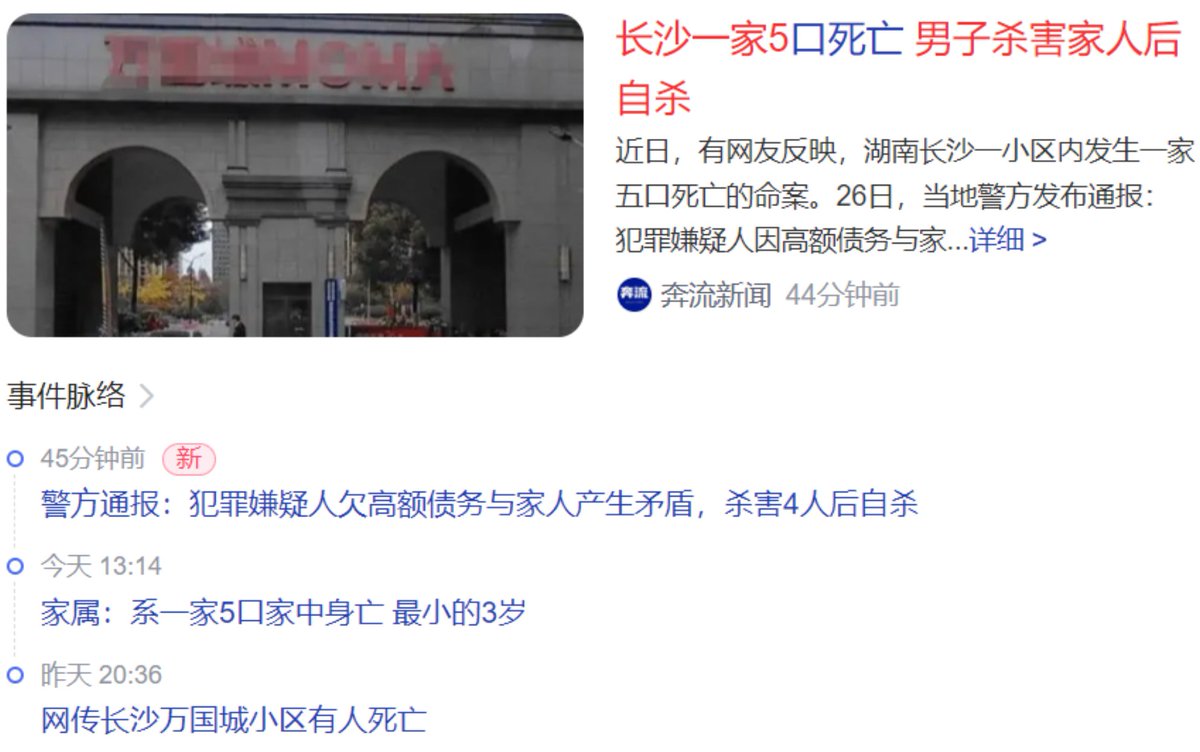 长沙一家5口死亡 男子杀害家人后
自杀
近日，有网友反映，湖南长沙一小区内发生一家
五口死亡的命案。26日，当地警方发布通报：
犯罪嫌疑人因高额债务与家...详细 >
奔流 奔流新闻 44分钟前
事件脉络
45分钟前 新
警方通报：犯罪嫌疑人欠高额债务与家人产生矛盾，杀害4人后自杀
今天 13:14
家属：系一家5口家中身亡 最小的3岁
昨天 20:36
网传长沙万国城小区有人死亡